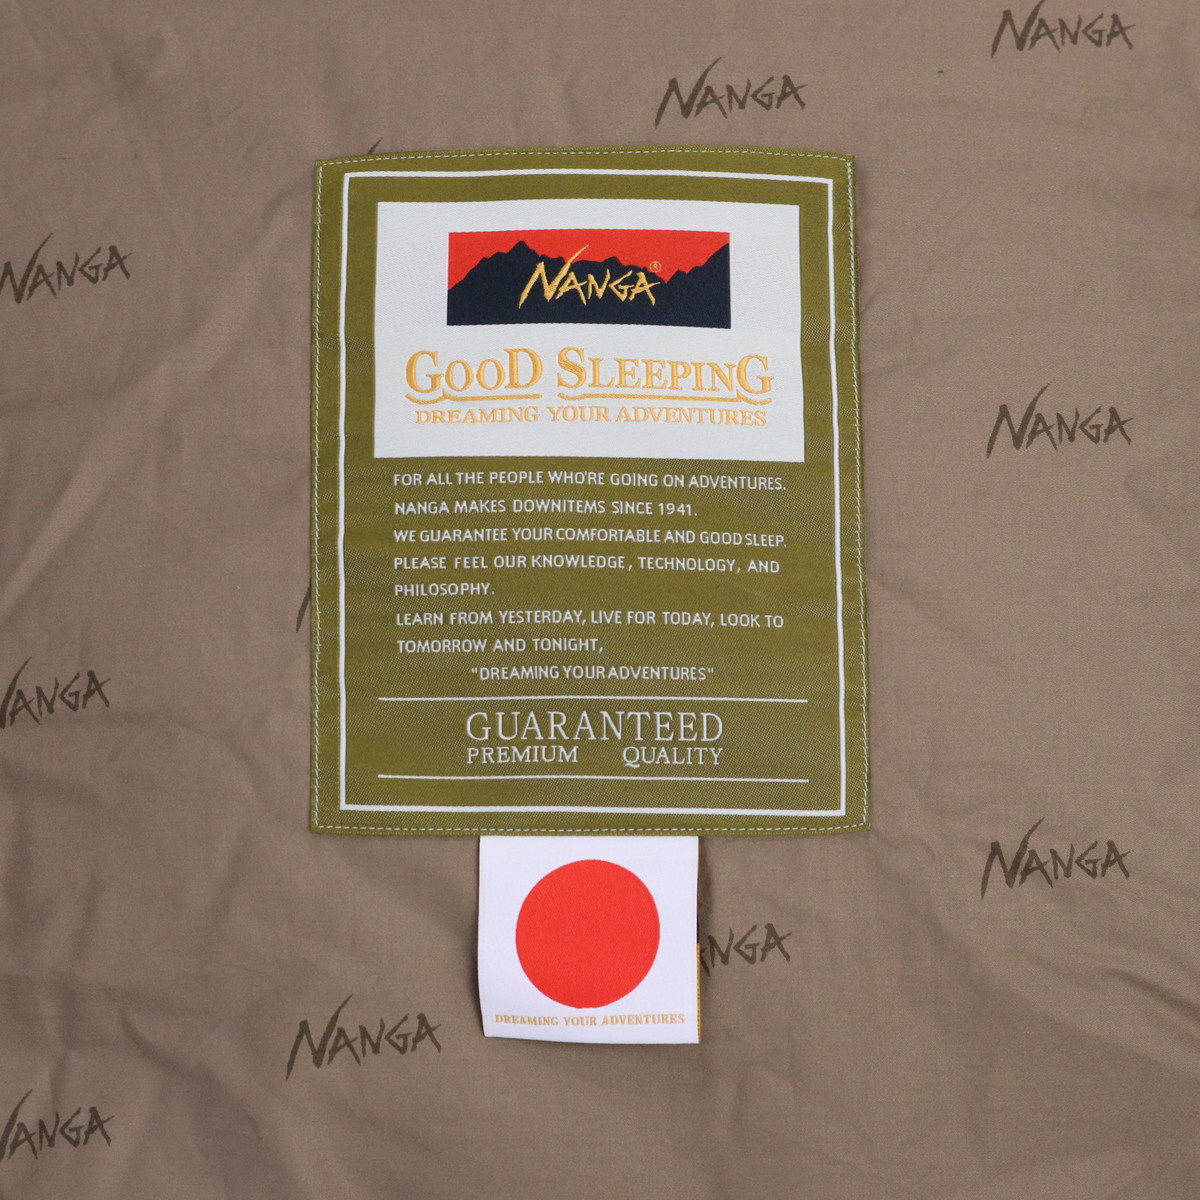 NANGA
NANGA
NANGA
NANGA®
GOOD SLEEPING
DREAMING YOUR ADVENTURES
NANGA
FOR ALL THE PEOPLE WHO'RE GOING ON ADVENTURES.
NANGA MAKES DOWNITEMS SINCE 1941.
WE GUARANTEE YOUR COMFORTABLE AND GOOD SLEEP.
PLEASE FEEL OUR KNOWLEDGE, TECHNOLOGY, AND
PHILOSOPHY.
LEARN FROM YESTERDAY, LIVE FOR TODAY, LOOK TO
TOMORROW AND TONIGHT,
"DREAMING YOUR ADVENTURES"
NANGA
GUARANTEED
PREMIUM QUALITY
NANGA
NANGA
DREAMING YOUR ADVENTURES
NANGA
NANGA